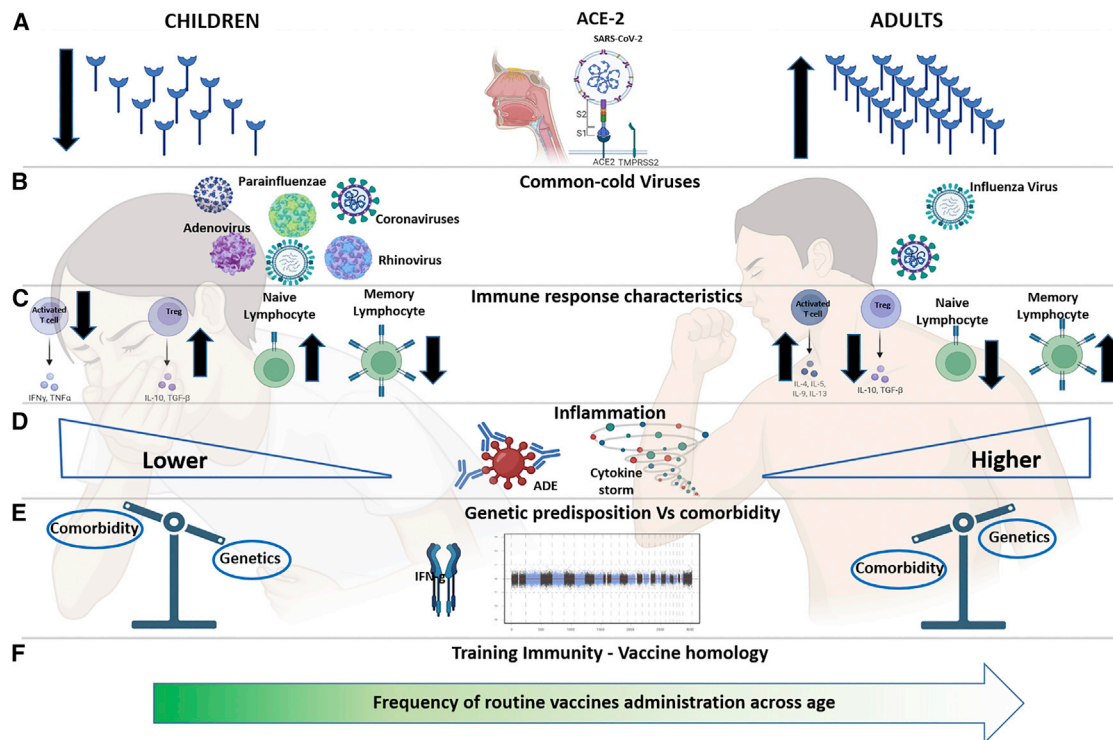 A
CHILDREN
ACE-2
ADULTS
SARS-CoV-2
S2
S1
ACE2 TMPRSS2
B
Common-cold Viruses
Parainfluenzae
Coronaviruses
Adenovirus
Rhinovirus
Influenza Virus
C
Immune response characteristics
Activated
T cell
Treg
Naive
Lymphocyte
Memory
Lymphocyte
IFNγ, TNFα
IL-10, TGF-β
Activated
T cell
Treg
Naive
Lymphocyte
Memory
Lymphocyte
IL-4, IL-5,
IL-9, IL-13
IL-10, TGF-β
D
Inflammation
Lower
ADE
Cytokine
storm
Higher
E
Genetic predisposition Vs comorbidity
Comorbidity
Genetics
IFN-g
Genetics
Comorbidity
F
Training Immunity - Vaccine homology
Frequency of routine vaccines administration across age